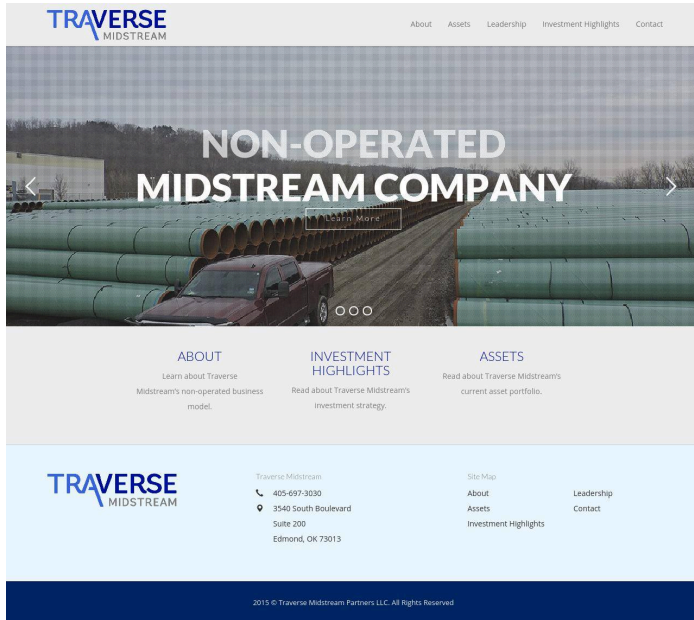 TRAVERSE
MIDSTREAM
About Assets Leadership Investment Highlights Contact
NON-OPERATED
MIDSTREAM COMPANY
Learn More
ABOUT
Learn about Traverse
Midstream's non-operated business
model.
INVESTMENT
HIGHLIGHTS
Read about Traverse Midstream's
investment strategy.
ASSETS
Read about Traverse Midstream's
current asset portfolio.
TRAVERSE
MIDSTREAM
Traverse Midstream
405-697-3030
3540 South Boulevard
Suite 200
Edmond, OK 73013
Site Map
About
Assets
Investment Highlights
Leadership
Contact
2015 © Traverse Midstream Partners LLC. All Rights Reserved